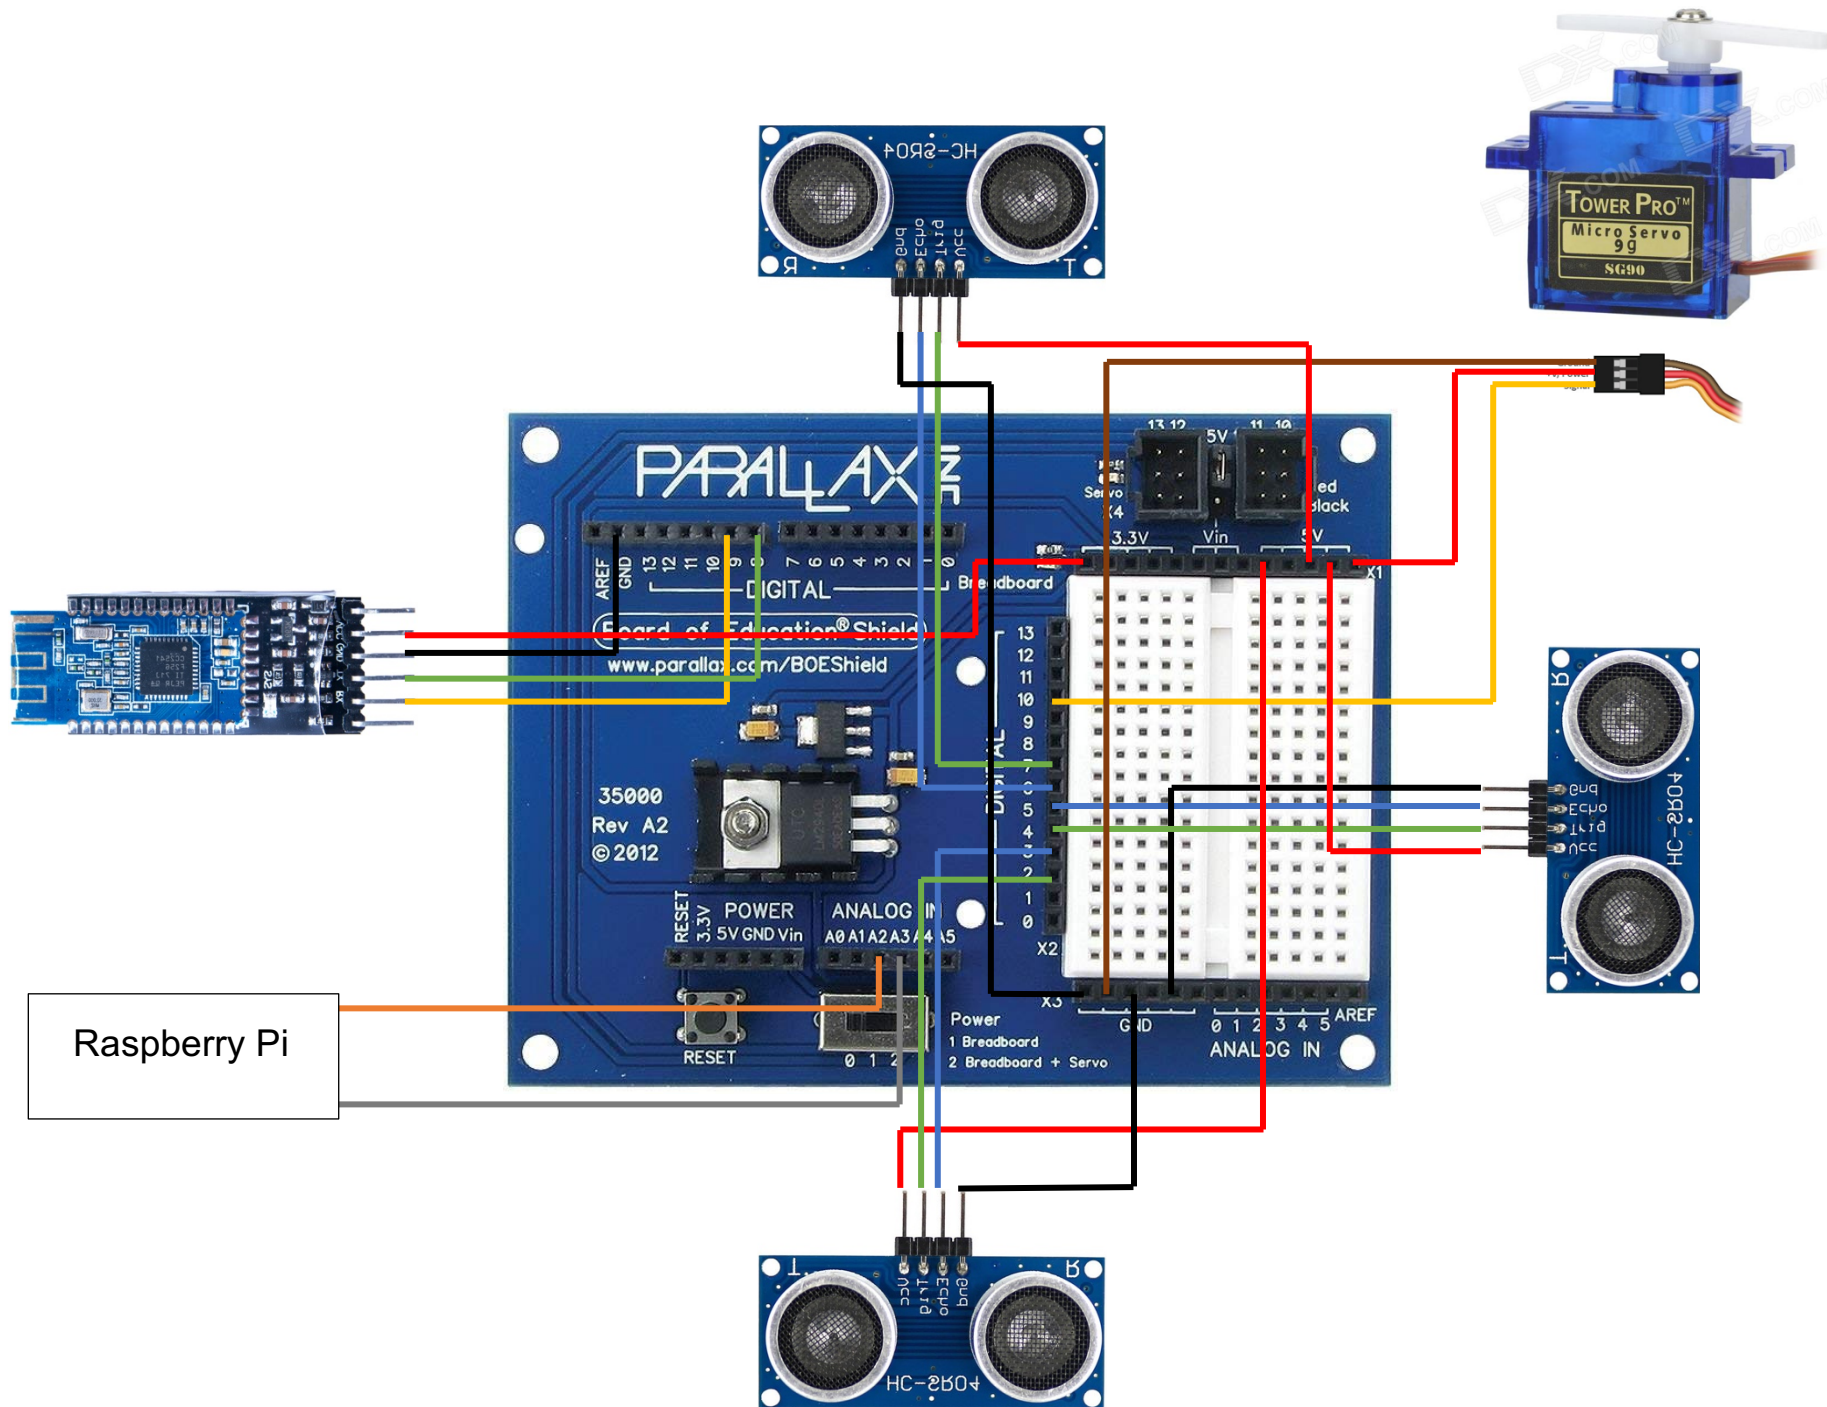 HC-SR04
Gnd
Echo
Trig
Vcc
R
T
TOWER PRO™
Micro Servo
9g
SG90
DX.COM
PARALLAX INC
13 12
5V
11 10
Servo
X4
Black
3.3V
Vin
5V
X1
AREF
GND
13
12
11
10
9
8
7
6
5
4
3
2
1
0
DIGITAL
Breadboard
Board of Education® Shield
www.parallax.com/BOEShield
13
12
11
10
9
8
7
6
5
4
3
2
1
0
DIGITAL
X2
35000
Rev A2
©2012
RESET
3.3V
POWER
5V GND Vin
ANALOG IN
A0 A1 A2 A3 A4 A5
X3
GND
0 1 2 3 4 5
AREF
ANALOG IN
RESET
0 1 2
Power
1 Breadboard
2 Breadboard + Servo
Raspberry Pi
R
Gnd
Echo
Trig
Vcc
HC-SR04
T
T
R
Vcc
Trig
Echo
Gnd
HC-SR04